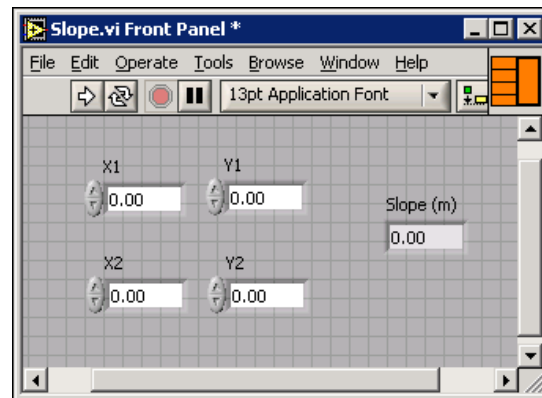 Slope.vi Front Panel *
File Edit Operate Tools Browse Window Help
13pt Application Font
X1 Y1
0.00 0.00
Slope (m)
0.00
X2 Y2
0.00 0.00